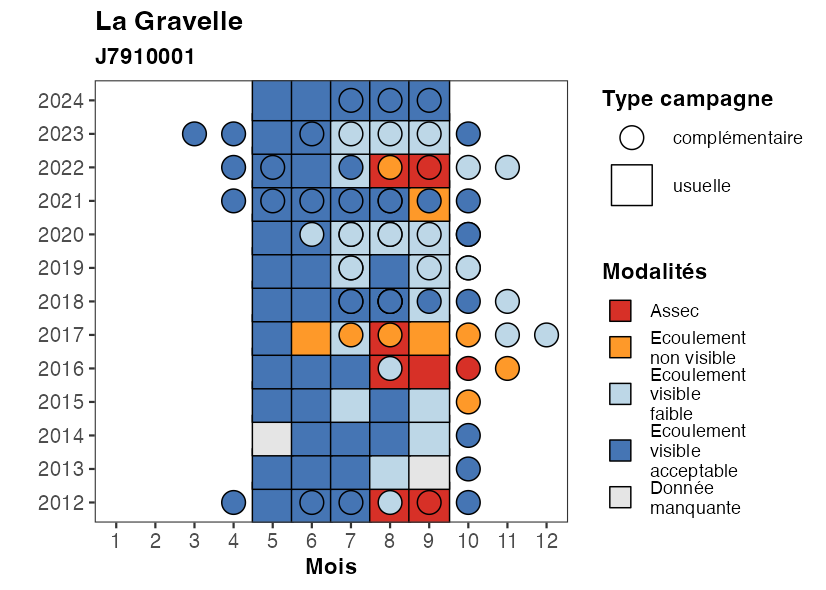 La Gravelle
J7910001
2024
2023
2022
2021
2020
2019
2018
2017
2016
2015
2014
2013
2012
1 2 3 4 5 6 7 8 9 10 11 12
Mois
Type campagne
complémentaire
usuelle
Modalités
Assec
Ecoulement
non visible
Ecoulement
visible
faible
Ecoulement
visible
acceptable
Donnée
manquante